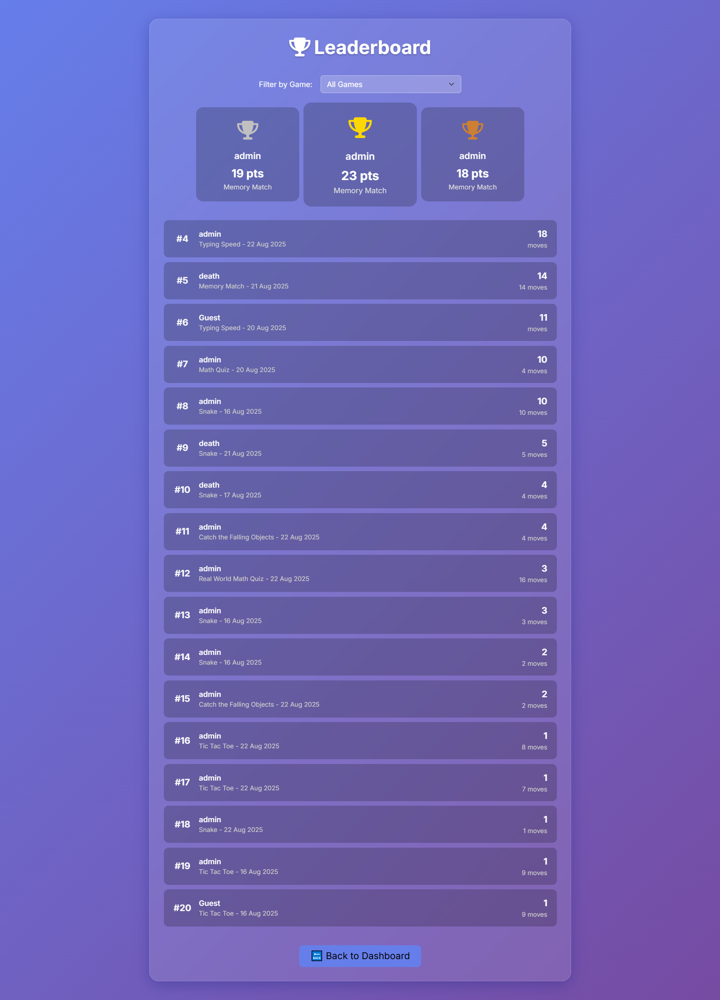 Leaderboard
Filter by Game: All Games
admin
19 pts
Memory Match
admin
23 pts
Memory Match
admin
18 pts
Memory Match
#4
admin
Typing Speed - 22 Aug 2025
18
moves
#5
death
Memory Match - 21 Aug 2025
14
14 moves
#6
Guest
Typing Speed - 20 Aug 2025
11
moves
#7
admin
Math Quiz - 20 Aug 2025
10
4 moves
#8
admin
Snake - 16 Aug 2025
10
10 moves
#9
death
Snake - 21 Aug 2025
5
5 moves
#10
death
Snake - 17 Aug 2025
4
4 moves
#11
admin
Catch the Falling Objects - 22 Aug 2025
4
4 moves
#12
admin
Real World Math Quiz - 22 Aug 2025
3
16 moves
#13
admin
Snake - 16 Aug 2025
3
3 moves
#14
admin
Snake - 16 Aug 2025
2
2 moves
#15
admin
Catch the Falling Objects - 22 Aug 2025
2
2 moves
#16
admin
Tic Tac Toe - 22 Aug 2025
1
8 moves
#17
admin
Tic Tac Toe - 22 Aug 2025
1
7 moves
#18
admin
Snake - 22 Aug 2025
1
1 moves
#19
admin
Tic Tac Toe - 16 Aug 2025
1
9 moves
#20
Guest
Tic Tac Toe - 16 Aug 2025
1
9 moves
BACK Back to Dashboard